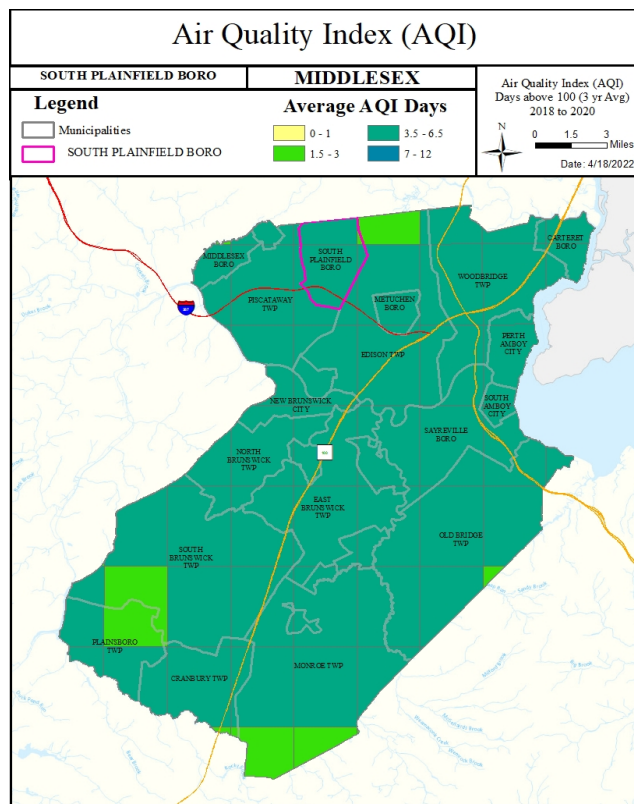 Air Quality Index (AQI)
SOUTH PLAINFIELD BORO
MIDDLESEX
Air Quality Index (AQI)
Days above 100 (3 yr Avg)
2018 to 2020
N
0 1.5 3
Miles
Date: 4/18/2022
Legend
Municipalities
SOUTH PLAINFIELD BORO
Average AQI Days
0 - 1
3.5 - 6.5
1.5 - 3
7 - 12
MIDDLESEX
BORO
SOUTH
PLAINFIELD
BORO
CARTERET
BORO
WOODBRIDGE
TWP
PISCATAWAY
TWP
METUCHEN
BORO
EDISON TWP
PERTH
AMBOY
CITY
NEW BRUNSWICK
CITY
SOUTH
AMBOY
CITY
SAYREVILLE
BORO
NORTH
BRUNSWICK
TWP
EAST
BRUNSWICK
TWP
OLD BRIDGE
TWP
SOUTH
BRUNSWICK
TWP
PLAINSBORO
TWP
MONROE TWP
CRANBURY TWP